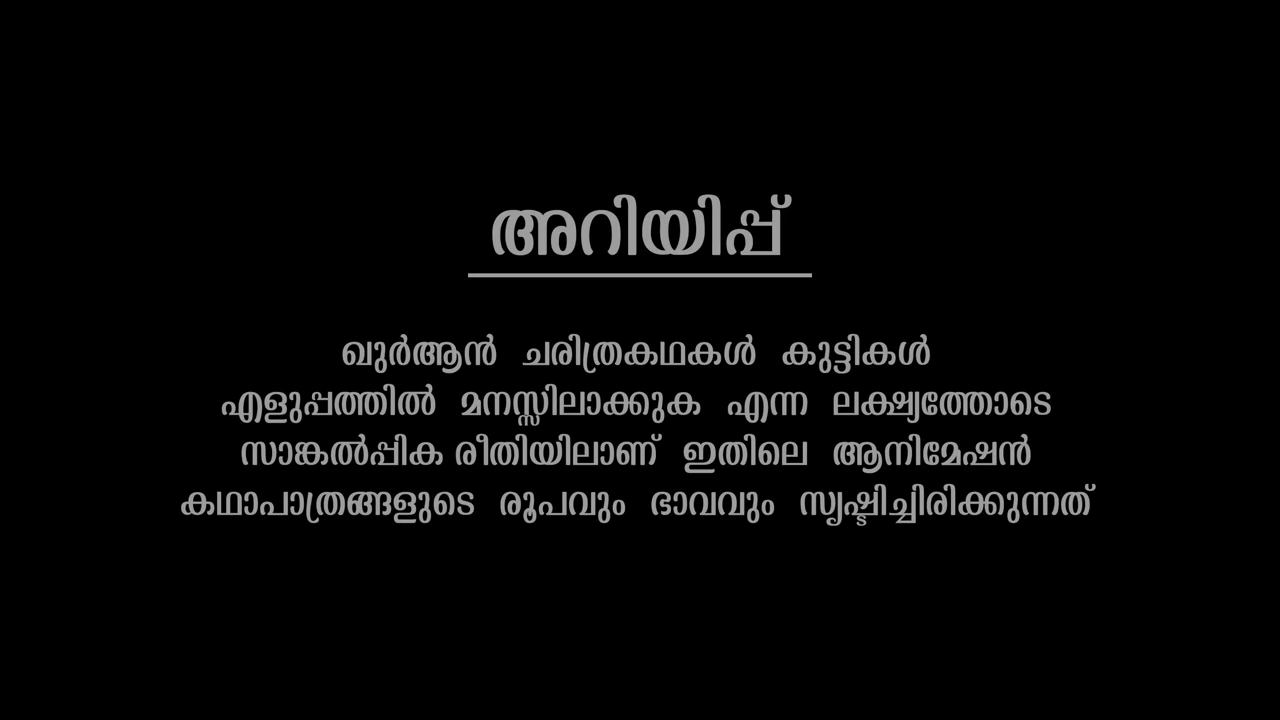 അറിയിപ്പ്
ഖുർആൻ ചരിത്രകഥകൾ കുട്ടികൾ
എളുപ്പത്തിൽ മനസ്സിലാക്കുക എന്ന ലക്ഷ്യത്തോടെ
സാങ്കൽപ്പിക രീതിയിലാണ് ഇതിലെ ആനിമേഷൻ
കഥാപാത്രങ്ങളുടെ രൂപവും ഭാവവും സൃഷ്ടിച്ചിരിക്കുന്നത്